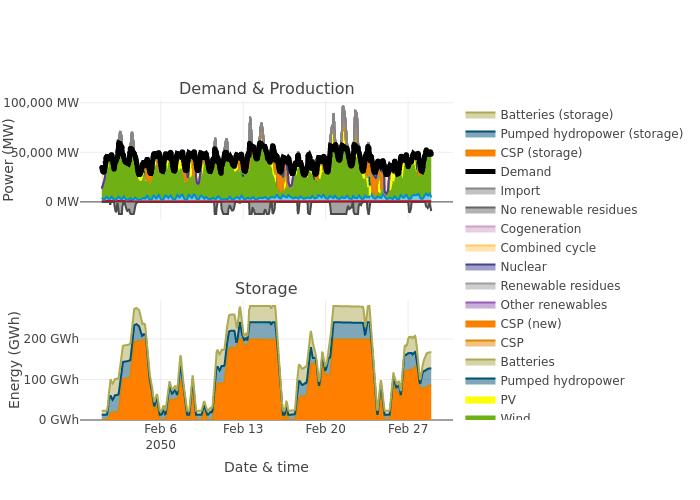 Demand & Production
100,000 MW
50,000 MW
0 MW
Power (MW)
Storage
200 GWh
100 GWh
0 GWh
Energy (GWh)
Feb 6
2050
Feb 13
Feb 20
Feb 27
Date & time
Batteries (storage)
Pumped hydropower (storage)
CSP (storage)
Demand
Import
No renewable residues
Cogeneration
Combined cycle
Nuclear
Renewable residues
Other renewables
CSP (new)
CSP
Batteries
Pumped hydropower
PV
Wind